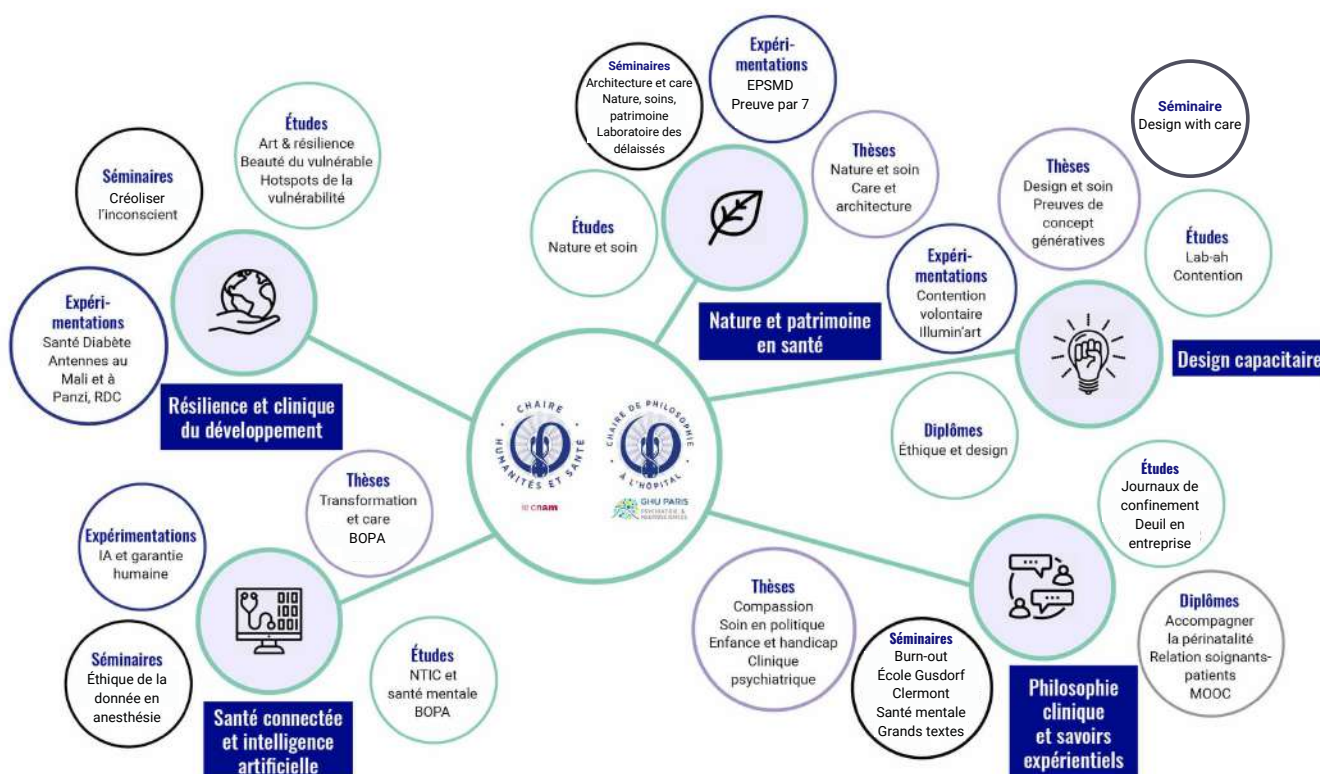 Séminaires
Architecture et care
Nature, soins,
patrimoine
Laboratoire des
délaissés
Expéri-
mentations
EPSMD
Preuve par 7
Thèses
Nature et soin
Care et
architecture
Études
Nature et soin
Nature et patrimoine
en santé
Études
Art & résilience
Beauté du vulnérable
Hotspots de la
vulnérabilité
Séminaires
Créoliser
l'inconscient
Expéri-
mentations
Santé Diabète
Antennes au
Mali et à
Panzi, RDC
Résilience et clinique
du développement
Séminaire
Design with care
Thèses
Design et soin
Preuves de
concept
génératives
Études
Lab-ah
Contention
Expéri-
mentations
Contention
volontaire
Illumin'art
Design capacitaire
Diplômes
Éthique et design
CHAIRE
HUMANITÉS ET SANTÉ
le cnam
CHAIRE DE PHILOSOPHIE
À L'HÔPITAL
GHU PARIS
PSYCHIATRIE &
NEUROSCIENCES
Thèses
Transformation
et care
BOPA
Expérimentations
IA et garantie
humaine
010
100
001
Séminaires
Éthique de la
donnée en
anesthésie
Études
NTIC et
santé mentale
BOPA
Santé connectée
et intelligence
artificielle
Études
Journaux de
confinement
Deuil en
entreprise
Thèses
Compassion
Soin en politique
Enfance et handicap
Clinique
psychiatrique
Séminaires
Burn-out
École Gusdorf
Clermont
Santé mentale
Grands textes
Diplômes
Accompagner
la périnatalité
Relation soignants-
patients
MOOC
Philosophie
clinique
et savoirs
expérientiels